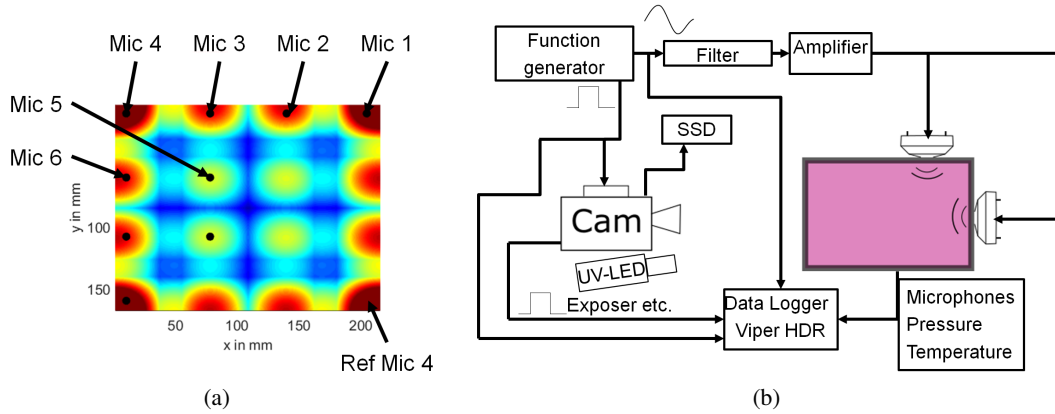 Mic 4 Mic 3 Mic 2 Mic 1
Mic 5
Mic 6
y in mm
100
150
50 100 150 200
x in mm
Ref Mic 4
(a)
Function
generator
Filter
Amplifier
SSD
Cam
UV-LED
Exposer etc.
Data Logger
Viper HDR
Microphones
Pressure
Temperature
(b)